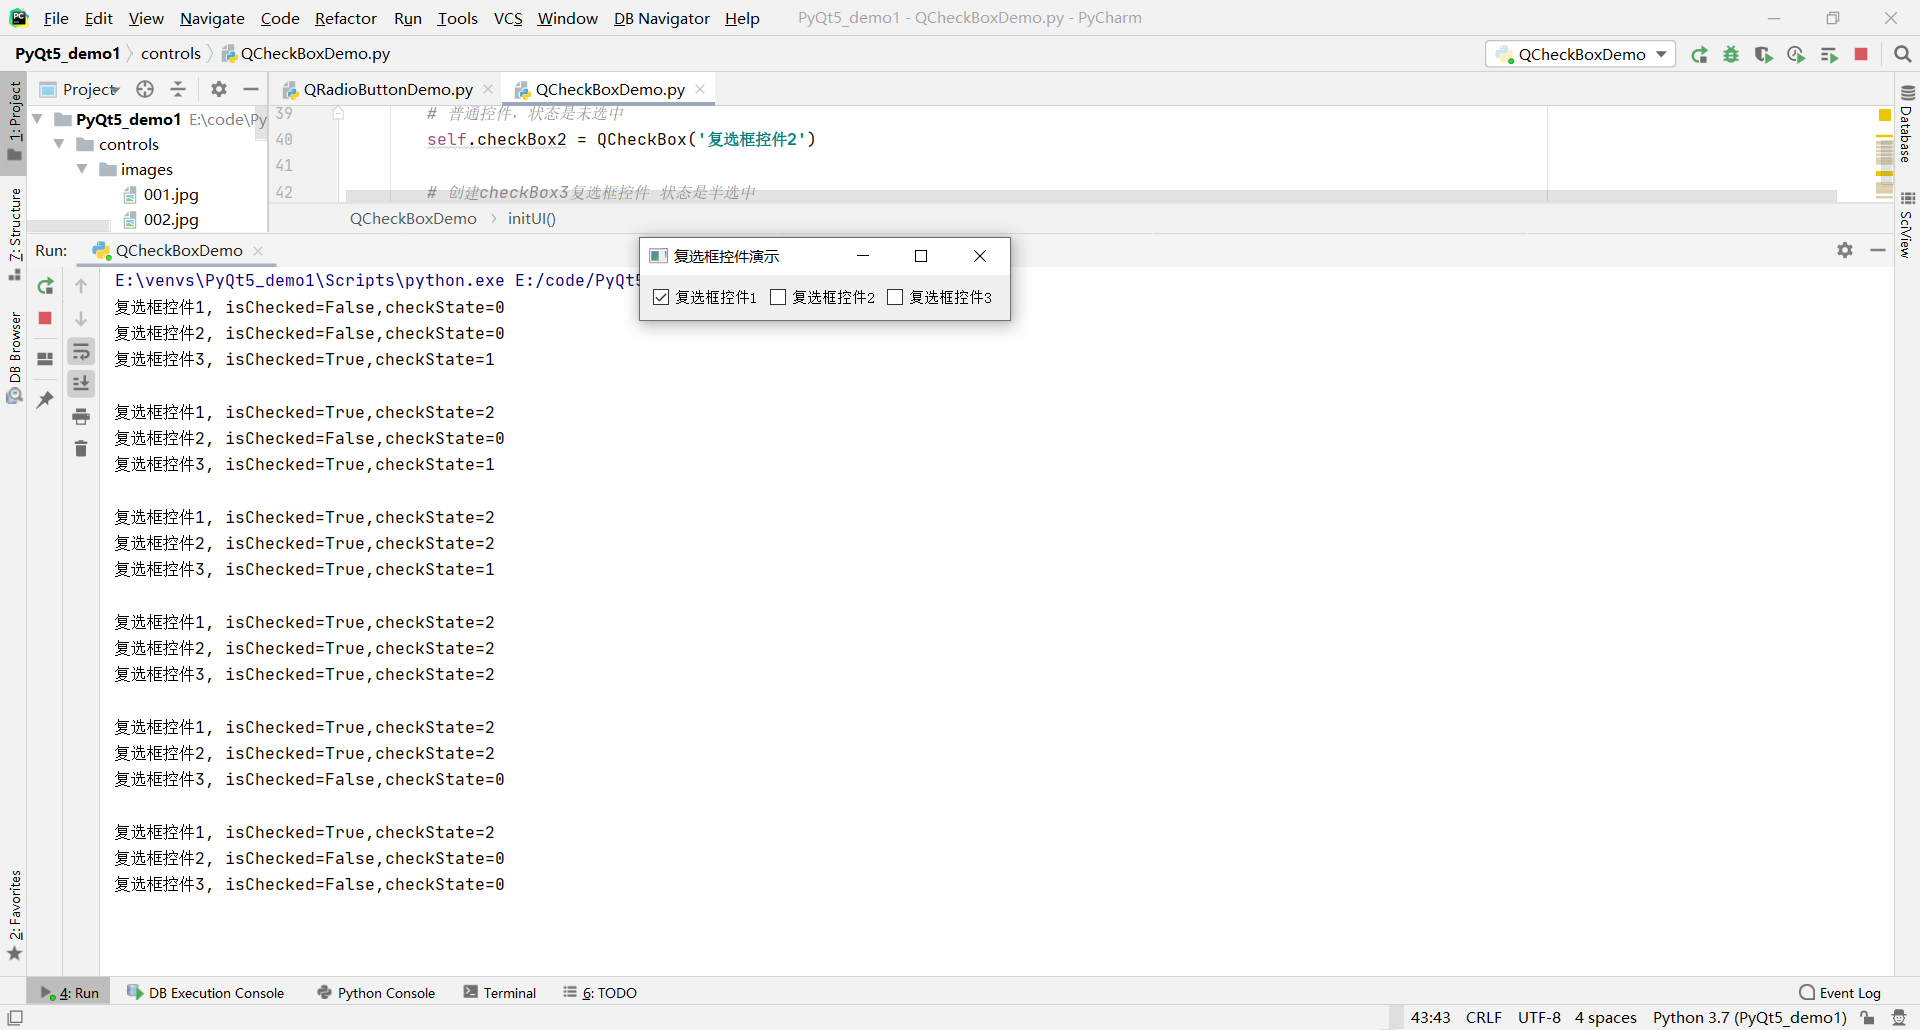 File Edit View Navigate Code Refactor Run Tools VCS Window DB Navigator Help PyQt5_demo1 - QCheckBoxDemo.py - PyCharm
PyQt5_demo1 controls QCheckBoxDemo.py QCheckBoxDemo
1: Project
7: Structure
DB Browser
2: Favorites
Project
PyQt5_demo1 E:\code\Py
controls
images
001.jpg
002.jpg
QRadioButtonDemo.py QCheckBoxDemo.py
39 # 普通控件，状态是未选中
40 self.checkBox2 = QCheckBox('复选框控件2')
41
42 # 创建checkBox3复选框控件 状态是半选中
QCheckBoxDemo initUI()
Database
SciView
Run: QCheckBoxDemo
复选框控件演示
复选框控件1 复选框控件2 复选框控件3
E:\venvs\PyQt5_demo1\Scripts\python.exe E:/code/PyQt5
复选框控件1, isChecked=False,checkState=0
复选框控件2, isChecked=False,checkState=0
复选框控件3, isChecked=True,checkState=1
复选框控件1, isChecked=True,checkState=2
复选框控件2, isChecked=False,checkState=0
复选框控件3, isChecked=True,checkState=1
复选框控件1, isChecked=True,checkState=2
复选框控件2, isChecked=True,checkState=2
复选框控件3, isChecked=True,checkState=1
复选框控件1, isChecked=True,checkState=2
复选框控件2, isChecked=True,checkState=2
复选框控件3, isChecked=True,checkState=2
复选框控件1, isChecked=True,checkState=2
复选框控件2, isChecked=True,checkState=2
复选框控件3, isChecked=False,checkState=0
复选框控件1, isChecked=True,checkState=2
复选框控件2, isChecked=False,checkState=0
复选框控件3, isChecked=False,checkState=0
4: Run DB Execution Console Python Console Terminal 6: TODO Event Log
43:43 CRLF UTF-8 4 spaces Python 3.7 (PyQt5_demo1)